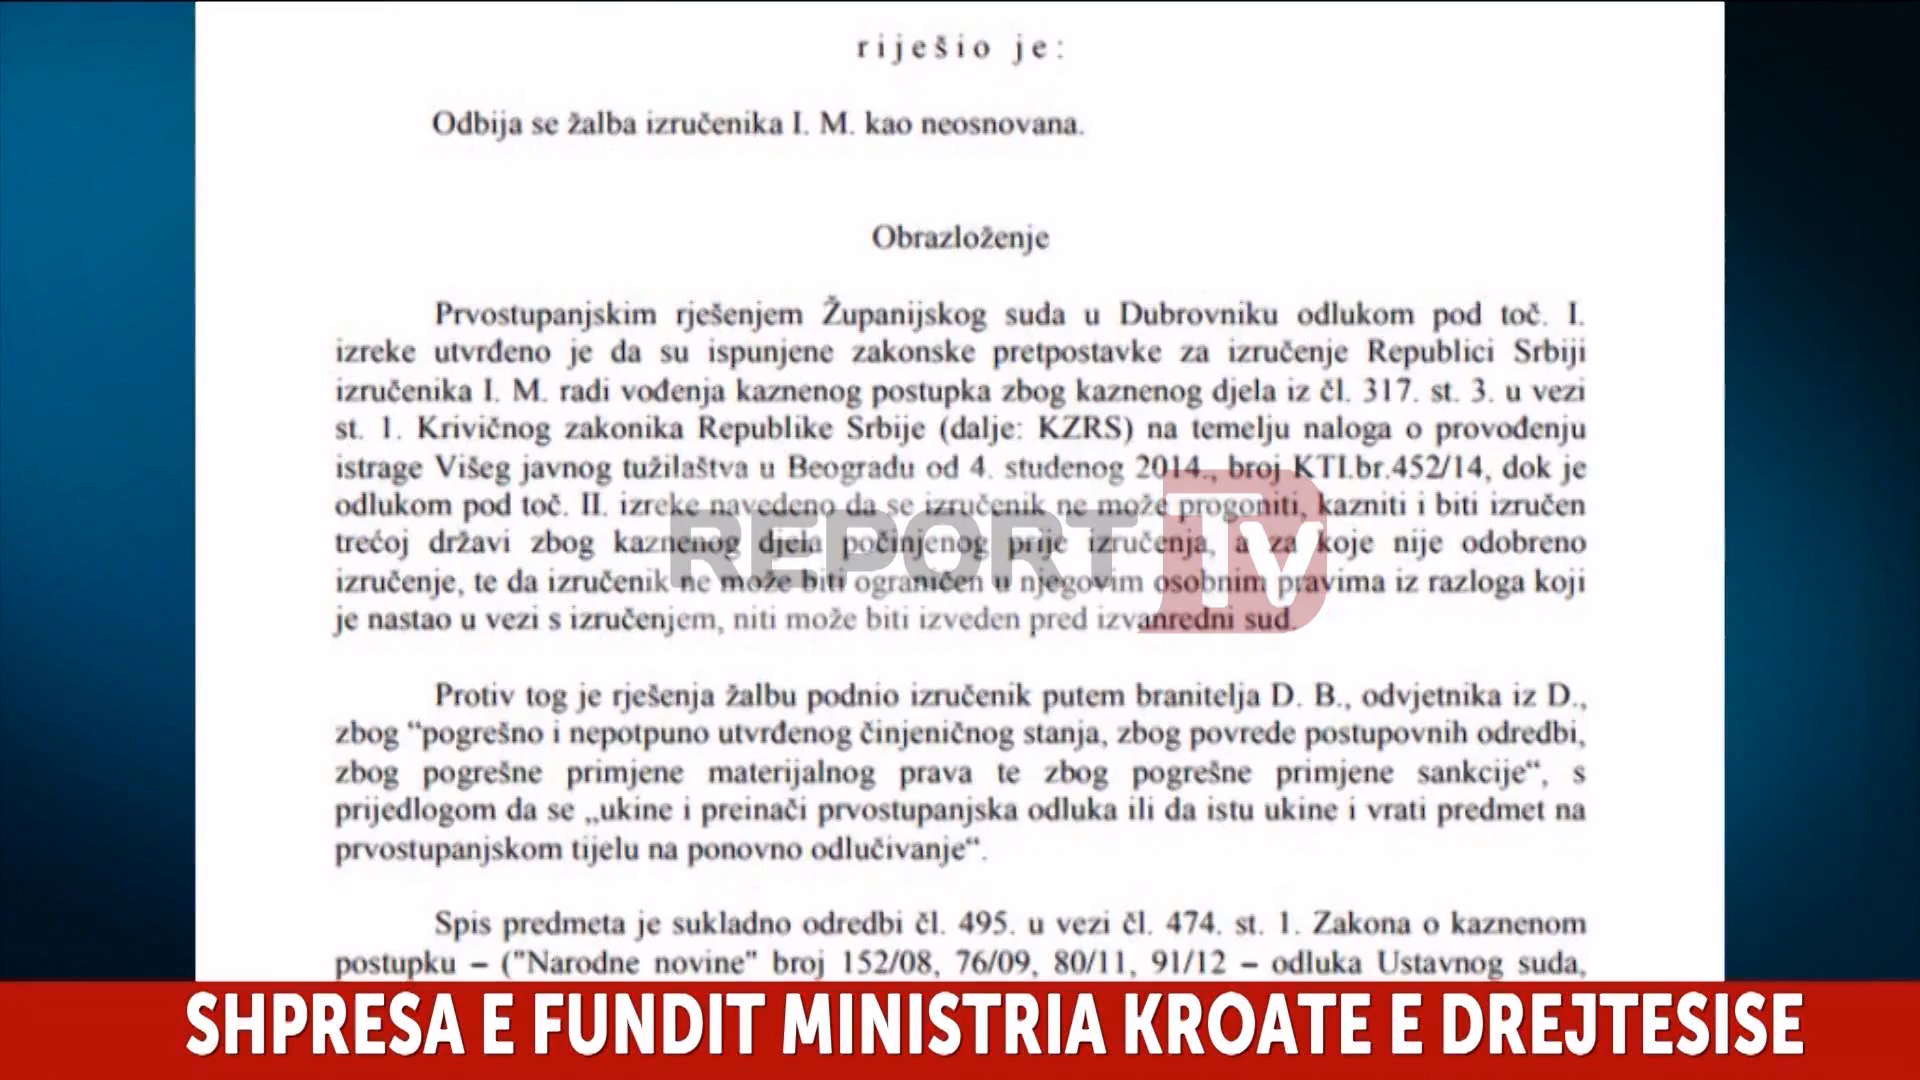 riješio je:
Odbija se žalba izručenika I. M. kao neosnovana.
Obrazloženje
Prvostupanjskim rješenjem Županijskog suda u Dubrovniku odlukom pod toč. I.
izreke utvrđeno je da su ispunjene zakonske pretpostavke za izručenje Republici Srbiji
izručenika I. M. radi vođenja kaznenog postupka zbog kaznenog djela iz čl. 317. st. 3. u vezi
st. 1. Krivičnog zakonika Republike Srbije (dalje: KZRS) na temelju naloga o provođenju
istrage Višeg javnog tužilaštva u Beogradu od 4. studenog 2014., broj KTI.br.452/14, dok je
odlukom pod toč. II. izreke navedeno da se izručenik ne može progoniti, kazniti i biti izručen
trećoj državi zbog kaznenog djela počinjenog prije izručenja, a za koje nije odobreno
izručenje, te da izručenik ne može biti ograničen u njegovim osobnim pravima iz razloga koji
je nastao u vezi s izručenjem, niti može biti izveden pred izvanredni sud.
REPORT Tv
Protiv tog je rješenja žalbu podnio izručenik putem branitelja D. B., odvjetnika iz D.,
zbog “pogrešno i nepotpuno utvrđenog činjeničnog stanja, zbog povrede postupovnih odredbi,
zbog pogrešne primjene materijalnog prava te zbog pogrešne primjene sankcije“, s
prijedlogom da se „ukine i preinači prvostupanjska odluka ili da istu ukine i vrati predmet na
prvostupanjskom tijelu na ponovno odlučivanje“.
Spis predmeta je sukladno odredbi čl. 495. u vezi čl. 474. st. 1. Zakona o kaznenom
postupku – ("Narodne novine" broj 152/08, 76/09, 80/11, 91/12 – odluka Ustavnog suda,
SHPRESA E FUNDIT MINISTRIA KROATE E DREJTESISE